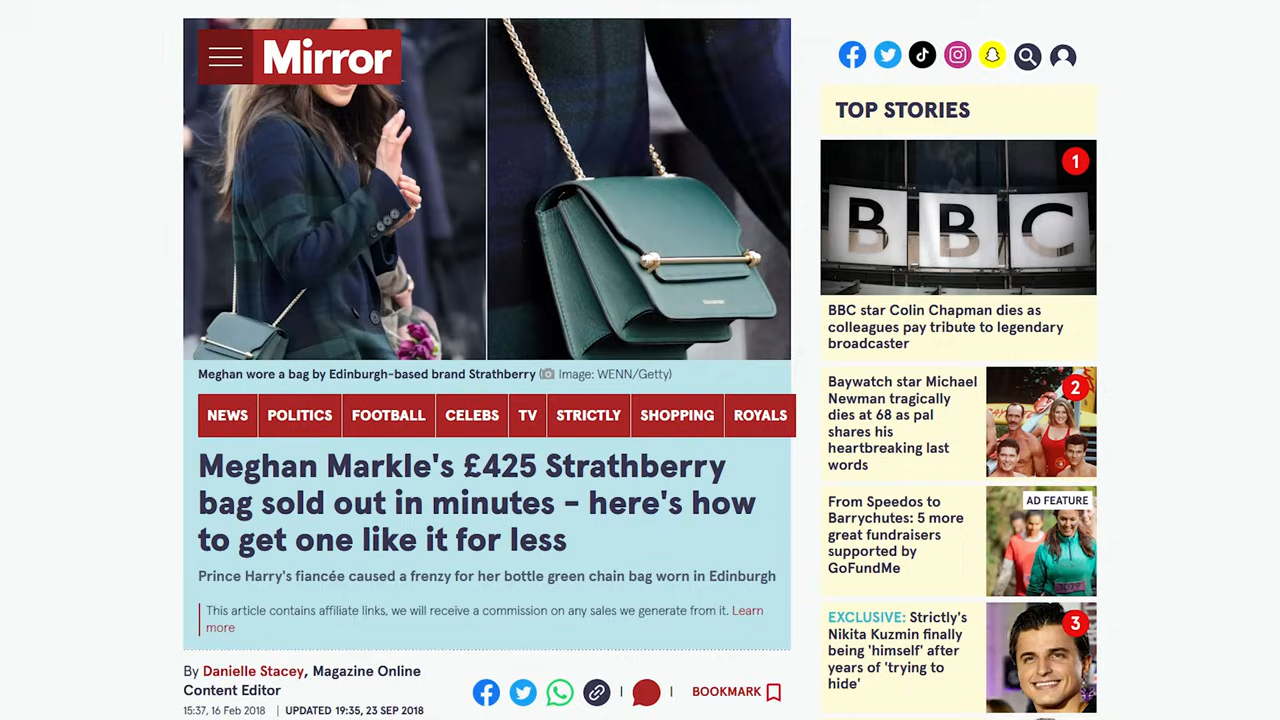 Mirror
Meghan wore a bag by Edinburgh-based brand Strathberry (Image: WENN/Getty)
NEWS
POLITICS
FOOTBALL
CELEBS
TV
STRICTLY
SHOPPING
ROYALS
Meghan Markle's £425 Strathberry
bag sold out in minutes – here's how
to get one like it for less
Prince Harry's fiancée caused a frenzy for her bottle green chain bag worn in Edinburgh
This article contains affiliate links, we will receive a commission on any sales we generate from it. Learn
more
By Danielle Stacey, Magazine Online
Content Editor
15:37, 16 Feb 2018 | UPDATED 19:35, 23 SEP 2018
BOOKMARK
TOP STORIES
1
BBC
BBC star Colin Chapman dies as
colleagues pay tribute to legendary
broadcaster
Baywatch star Michael
Newman tragically
dies at 68 as pal
shares his
heartbreaking last
words
2
From Speedos to
Barrychutes: 5 more
great fundraisers
supported by
GoFundMe
AD FEATURE
EXCLUSIVE: Strictly's
Nikita Kuzmin finally
being 'himself' after
years of 'trying to
hide'
3